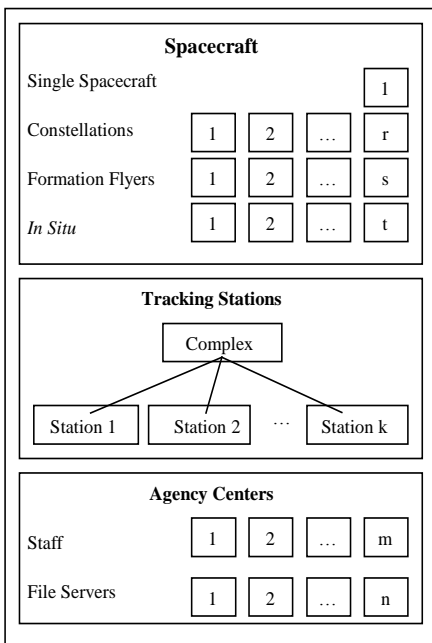 Spacecraft
Single Spacecraft 1
Constellations 1 2 … r
Formation Flyers 1 2 … s
In Situ 1 2 … t
Tracking Stations
Complex
Station 1 Station 2 … Station k
Agency Centers
Staff 1 2 … m
File Servers 1 2 … n